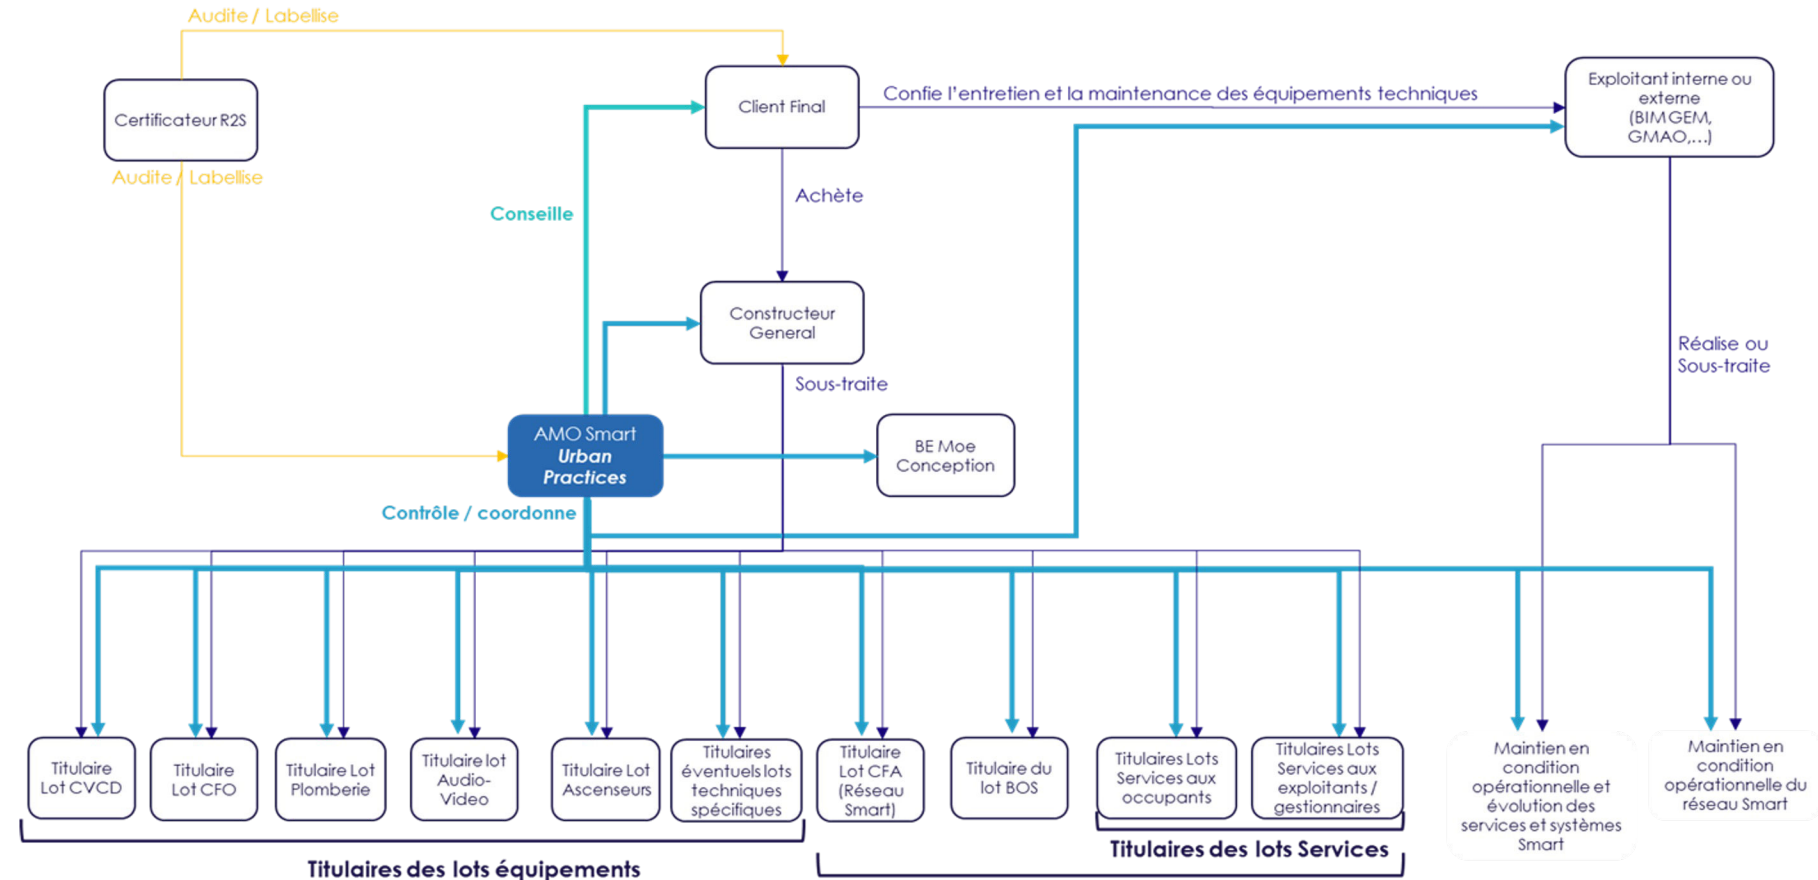 Audite / Labellise
Certificateur R2S
Audite / Labellise
Client Final
Confie l’entretien et la maintenance des équipements techniques
Exploitant interne ou
externe
(BIM GEM,
GMAO,...)
Conseille
Achète
Constructeur
General
Sous-traite
Réalise ou
Sous-traite
AMO Smart
Urban
Practices
BE Moe
Conception
Contrôle / coordonne
Titulaire
Lot CVCD
Titulaire
Lot CFO
Titulaire Lot
Plomberie
Titulaire lot
Audio-
Video
Titulaire Lot
Ascenseurs
Titulaires
éventuels lots
techniques
spécifiques
Titulaire
Lot CFA
(Réseau
Smart)
Titulaire du
lot BOS
Titulaires Lots
Services aux
occupants
Titulaires Lots
Services aux
exploitants /
gestionnaires
Maintien en
condition
opérationnelle et
évolution des
services et systèmes
Smart
Maintien en
condition
opérationnelle du
réseau Smart
Titulaires des lots équipements
Titulaires des lots Services